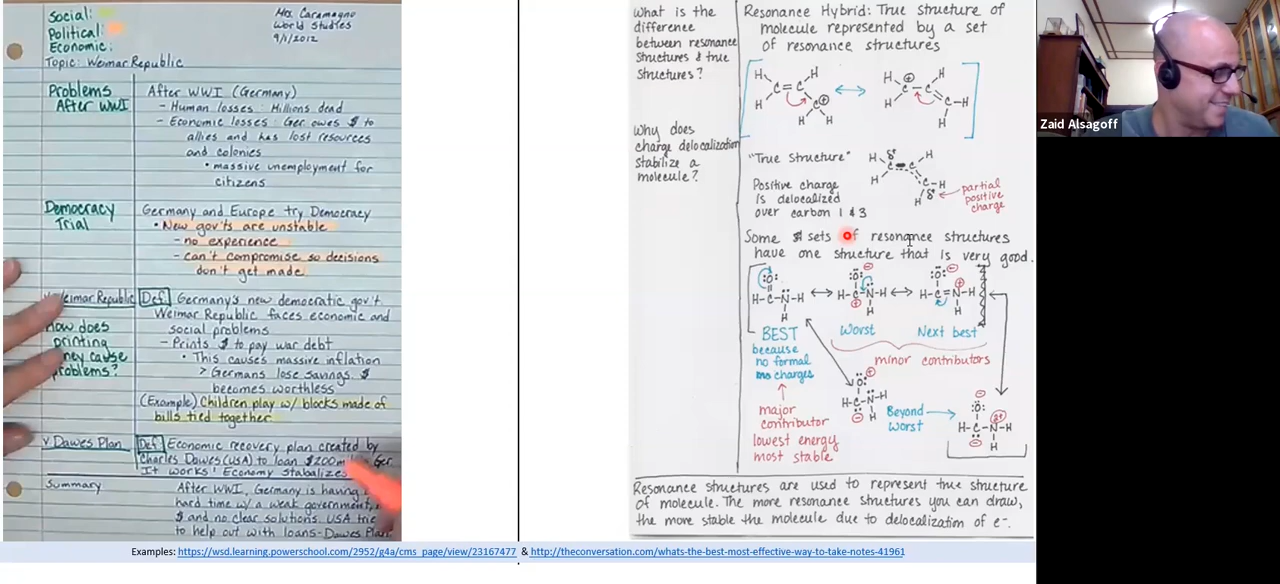 Social:
Political:
Economic:
Mrs. Caramagno
World Studies
9/1/2012
Topic: Weimar Republic
Problems
After WWI
After WWI (Germany)
- Human losses: Millions dead
- Economic losses: Ger. owes $ to
allies and has lost resources
and colonies
• massive unemployment for
citizens
Democracy
Trial
Germany and Europe try Democracy
• New gov'ts are unstable
- no experience
- can't compromise so decisions
don't get made
Weimar Republic
How does
printing
cause
problems?
Def. Germany's new democratic gov't.
Weimar Republic faces economic and
social problems
- Prints $ to pay war debt
• This causes massive inflation
> Germans lose savings. $
becomes worthless
(Example) Children play w/ blocks made of
bills tied together
v Dawes Plan
Def. Economic recovery plan created by
Charles Dawes (USA) to loan $200 Ger.
It works! Economy stabalizes
Summary
After WWI, Germany is having
hard time w/ a weak government,
$ and no clear solutions. USA
to help out with loans-Dawes Plan
What is the
difference
between resonance
structures & true
structures?
Why does
charge delocalization
stabilize a
molecule?
Resonance Hybrid: True structure of
molecule represented by a set
of resonance structures
H H H H
C=C C-C
H C H C-H
H H H
"True Structure"
Positive charge
is delocalized
over carbon 1 & 3
H δ+ H
C C
H C-H
H δ+
partial
positive
charge
Some sets of resonance structures
have one structure that is very good.
:O: :O: :O:
H-C-N-H H-C-N-H H-C=N-H
H H H
BEST
because
no formal
charges
Worst
Next best
minor contributors
major
contributor
lowest energy
most stable
:O:
H-C-N-H
H
Beyond
worst
:O:
H-C-N-H
H
Resonance structures are used to represent true structure
of molecule. The more resonance structures you can draw,
the more stable the molecule due to delocalization of e-.
Examples: https://wsd.learning.powerschool.com/2952/g4a/cms_page/view/23167477 & http://theconversation.com/whats-the-best-most-effective-way-to-take-notes-41961
Zaid Alsagoff